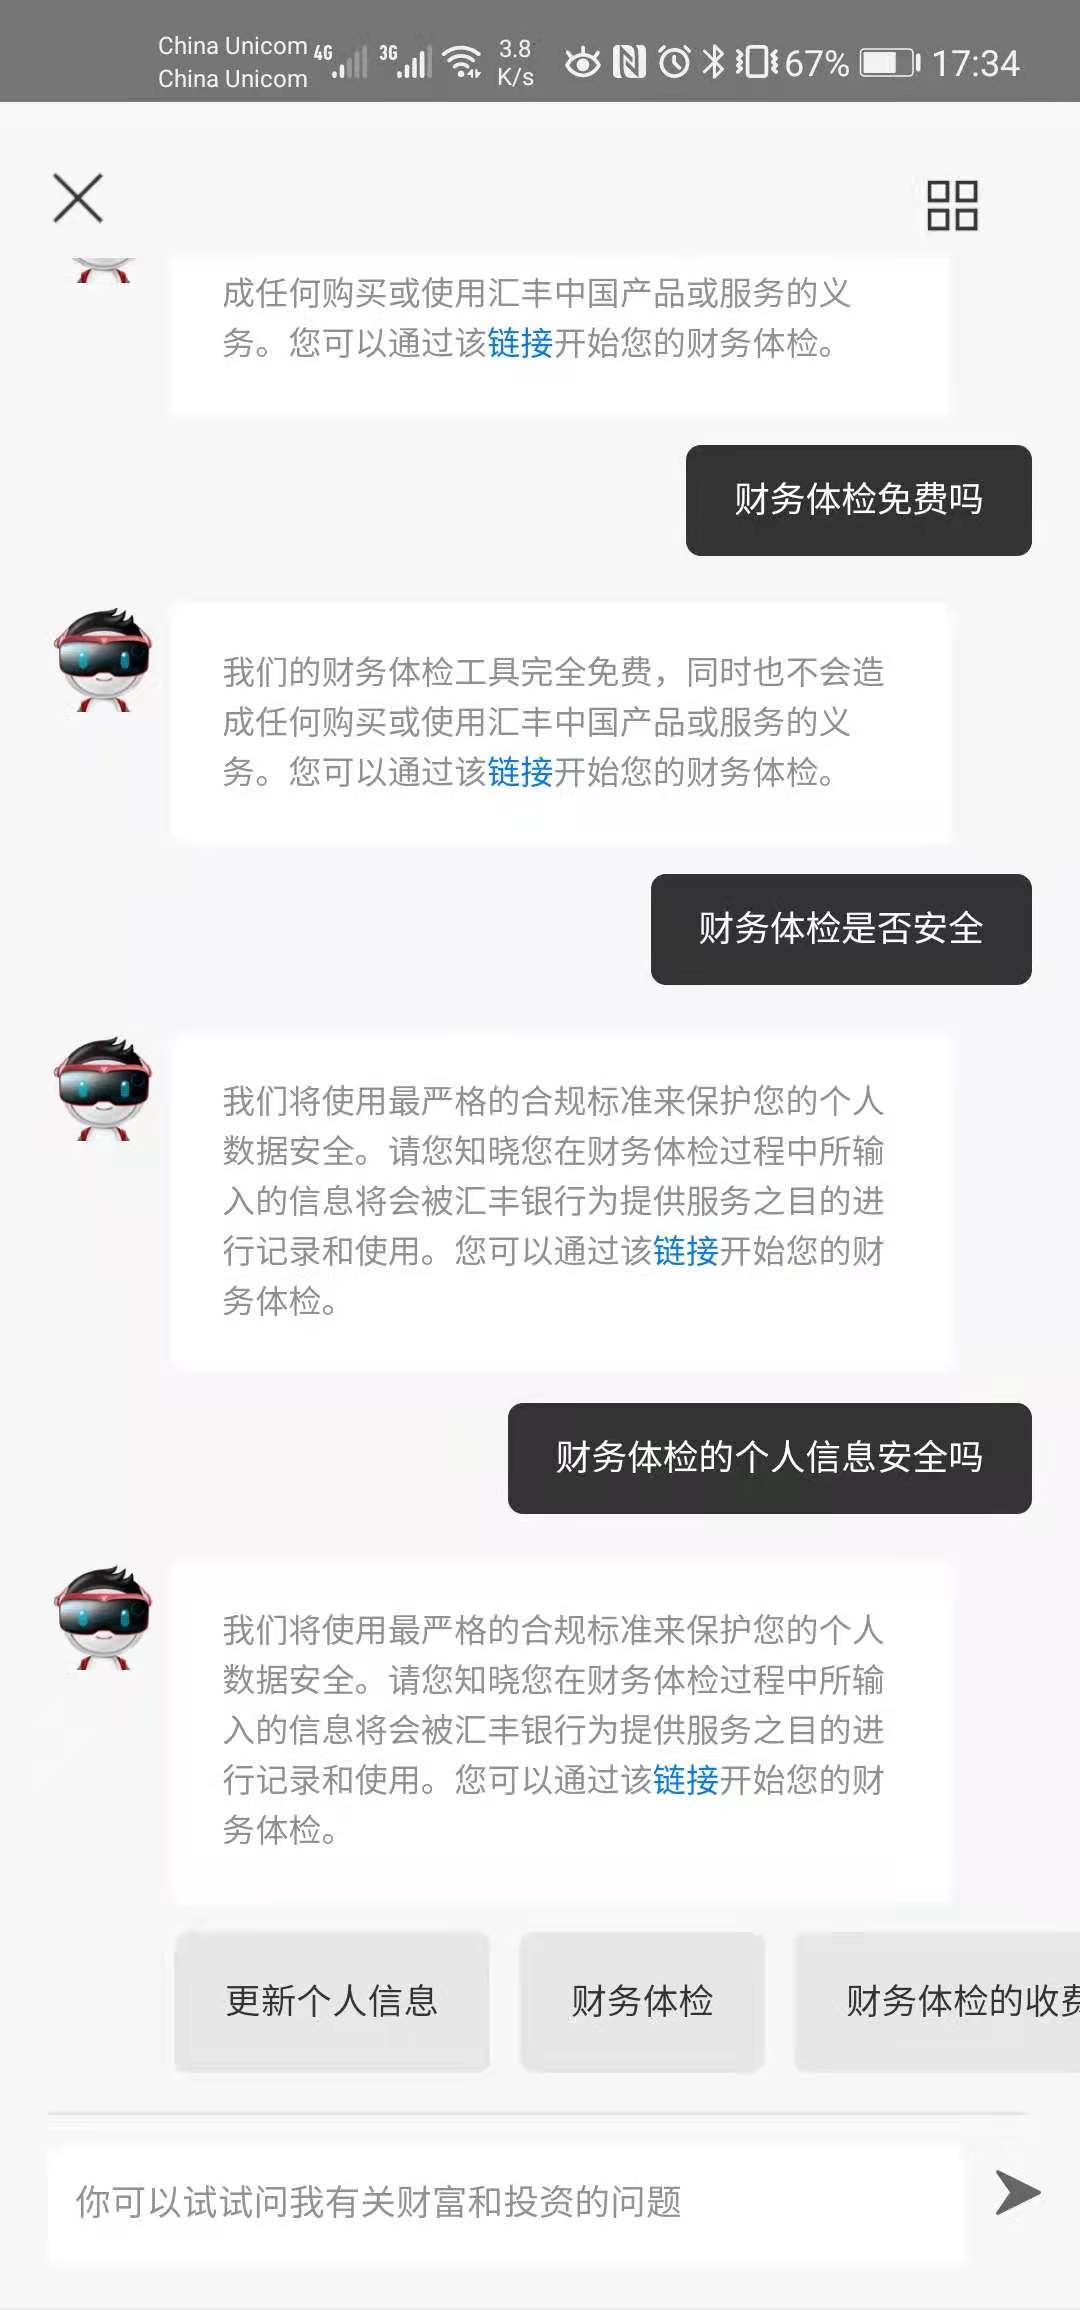 China Unicom 4G 3G 3.8
China Unicom K/s 67% 17:34
成任何购买或使用汇丰中国产品或服务的义
务。您可以通过该链接开始您的财务体检。
财务体检免费吗
我们的财务体检工具完全免费，同时也不会造
成任何购买或使用汇丰中国产品或服务的义
务。您可以通过该链接开始您的财务体检。
财务体检是否安全
我们将使用最严格的合规标准来保护您的个人
数据安全。请您知晓您在财务体检过程中所输
入的信息将会被汇丰银行为提供服务之目的进
行记录和使用。您可以通过该链接开始您的财
务体检。
财务体检的个人信息安全吗
我们将使用最严格的合规标准来保护您的个人
数据安全。请您知晓您在财务体检过程中所输
入的信息将会被汇丰银行为提供服务之目的进
行记录和使用。您可以通过该链接开始您的财
务体检。
更新个人信息 财务体检 财务体检的收费
你可以试试问我有关财富和投资的问题